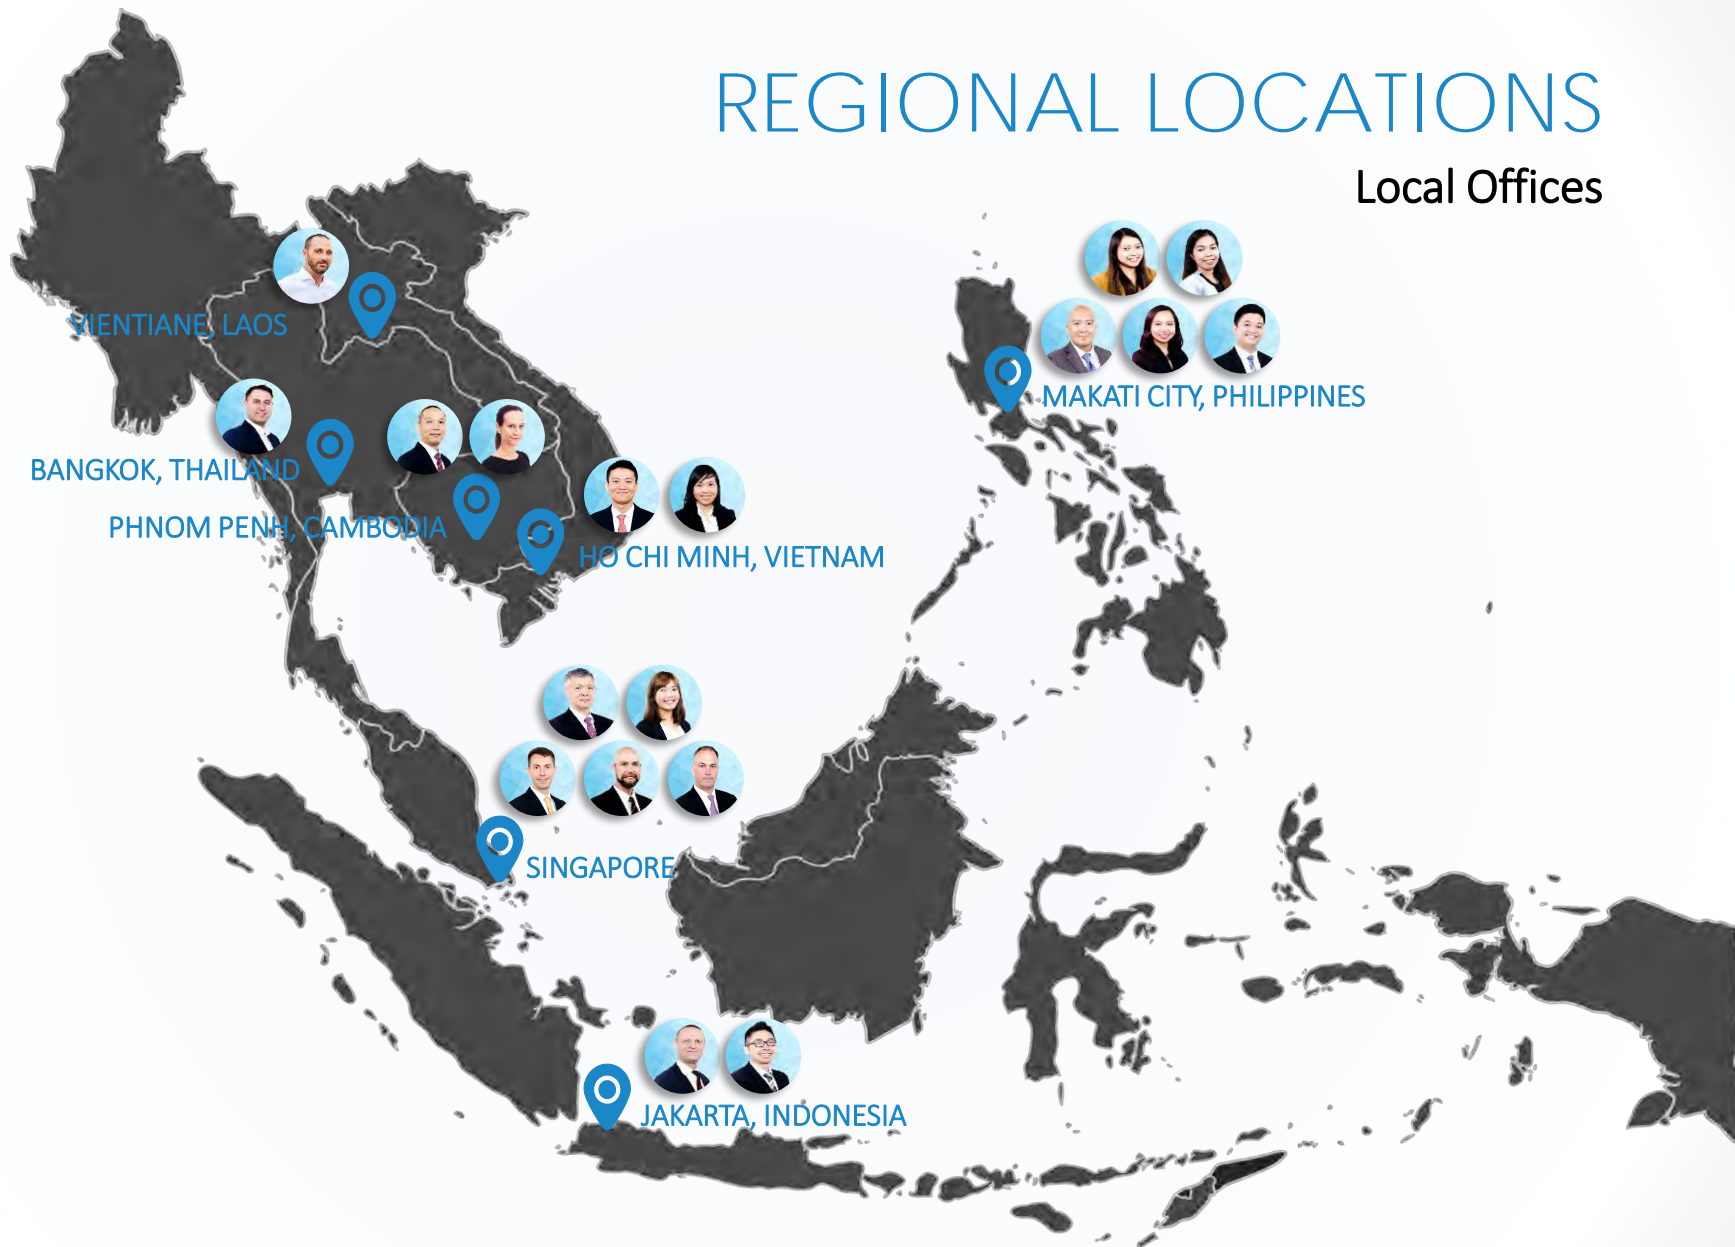 REGIONAL LOCATIONS
Local Offices
VIENTIANE, LAOS
MAKATI CITY, PHILIPPINES
BANGKOK, THAILAND
PHNOM PENH, CAMBODIA
HO CHI MINH, VIETNAM
SINGAPORE
JAKARTA, INDONESIA